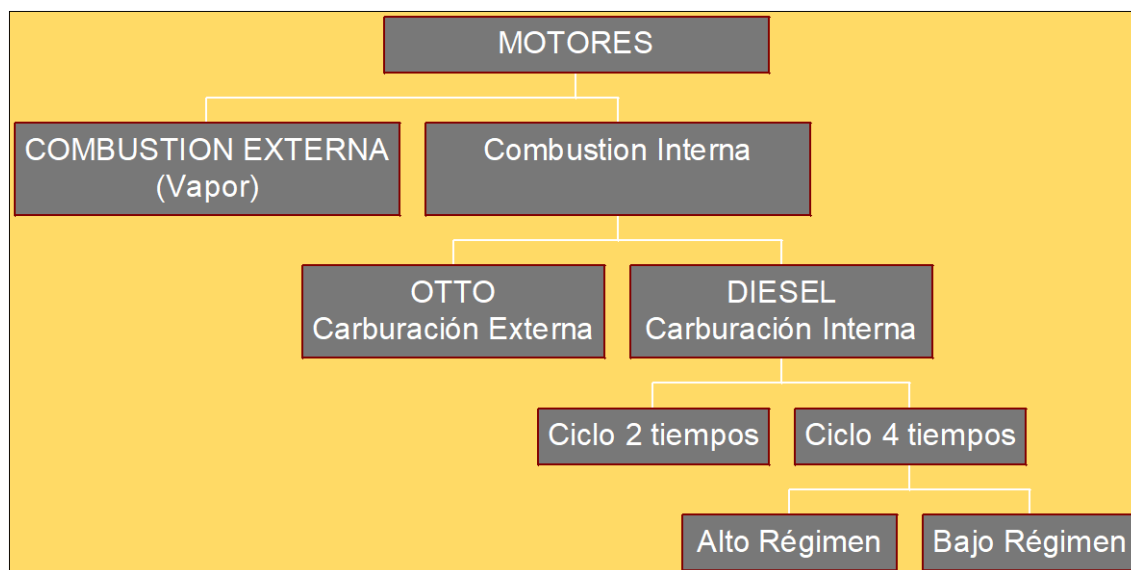 MOTORES
COMBUSTION EXTERNA
(Vapor)
Combustion Interna
OTTO
Carburación Externa
DIESEL
Carburación Interna
Ciclo 2 tiempos
Ciclo 4 tiempos
Alto Régimen
Bajo Régimen